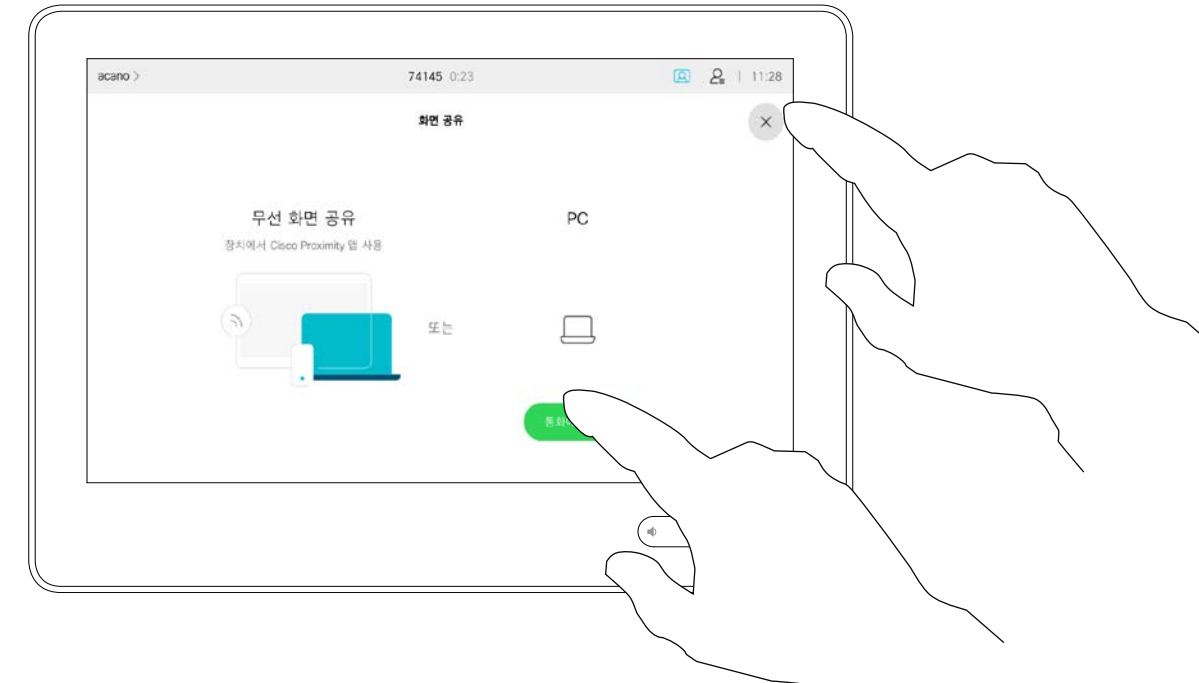 acano >
74145 0:23
11:28
화면 공유
무선 화면 공유
장치에서 Cisco Proximity 앱 사용
또는
PC